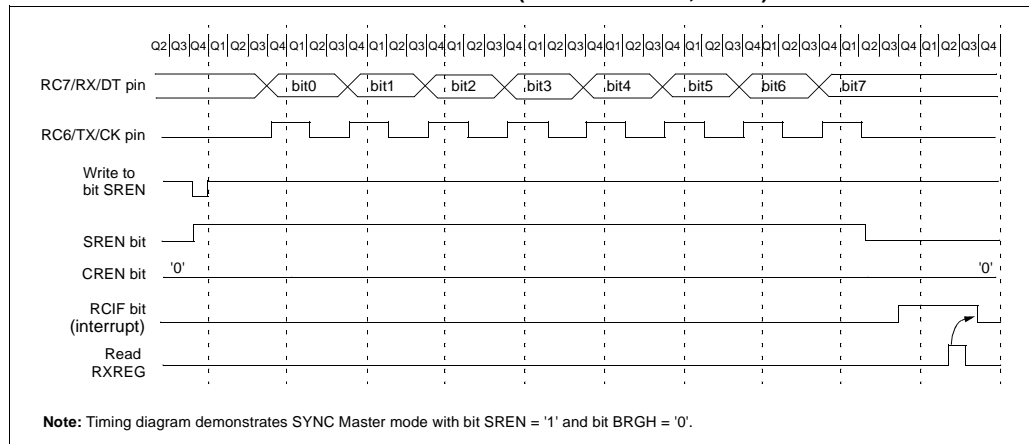 Q2 Q3 Q4 Q1 Q2 Q3 Q4 Q1 Q2 Q3 Q4 Q1 Q2 Q3 Q4 Q1 Q2 Q3 Q4 Q1 Q2 Q3 Q4 Q1 Q2 Q3 Q4 Q1 Q2 Q3 Q4 Q1 Q2 Q3 Q4 Q1 Q2 Q3 Q4 Q1 Q2 Q3 Q4
RC7/RX/DT pin bit0 bit1 bit2 bit3 bit4 bit5 bit6 bit7
RC6/TX/CK pin
Write to
bit SREN
SREN bit
CREN bit '0' '0'
RCIF bit
(interrupt)
Read
RXREG
Note: Timing diagram demonstrates SYNC Master mode with bit SREN = '1' and bit BRGH = '0'.